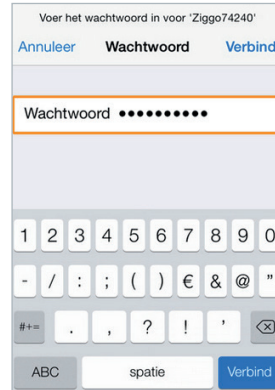 Voer het wachtwoord in voor 'Ziggo74240'
Annuleer Wachtwoord Verbind
Wachtwoord ••••••••••
1 2 3 4 5 6 7 8 9 0
- / : ; ( ) € & @ "
#+= . , ? ! '
ABC spatie Verbind